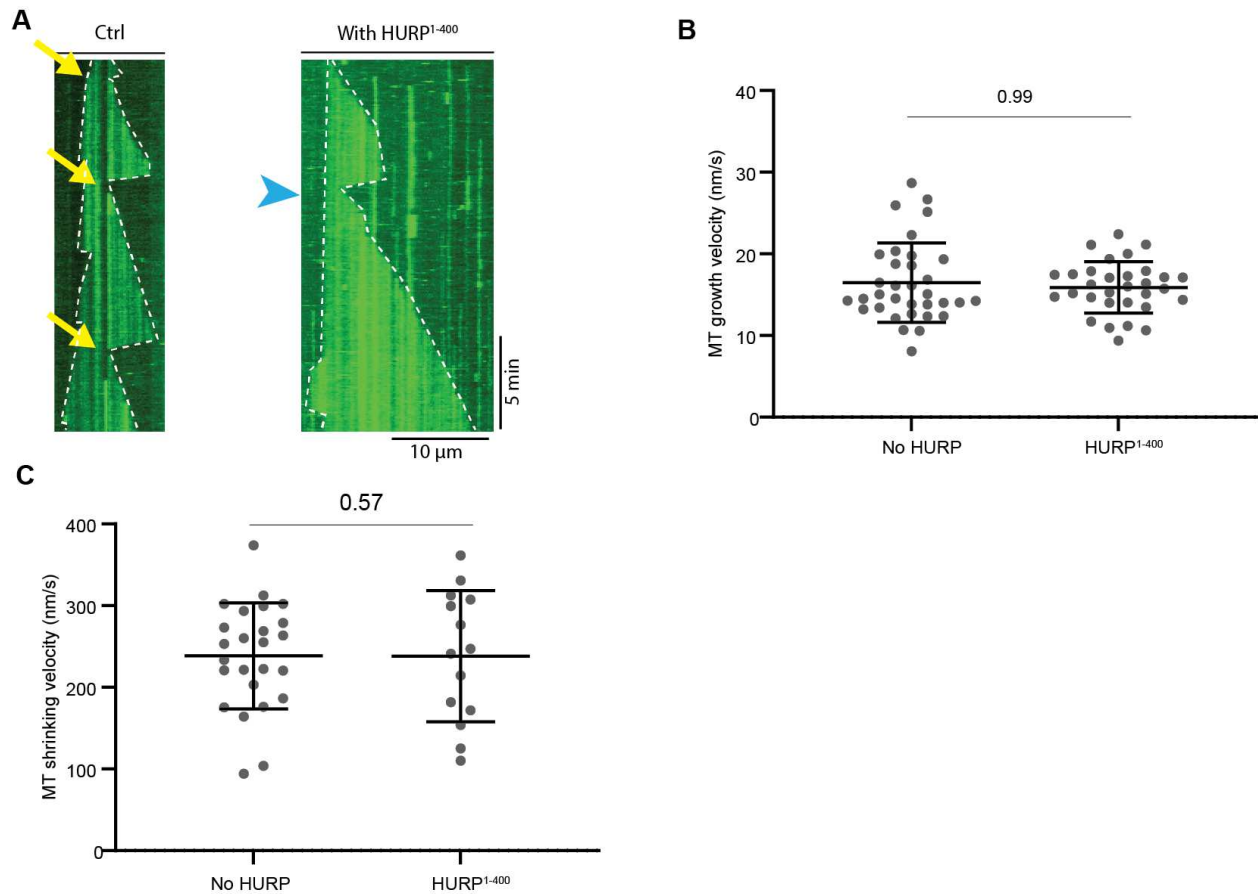 A
Ctrl
With HURP¹⁻⁴⁰⁰
5 min
10 µm
B
MT growth velocity (nm/s)
40
30
20
10
0
0.99
No HURP
HURP¹⁻⁴⁰⁰
C
MT shrinking velocity (nm/s)
400
300
200
100
0
0.57
No HURP
HURP¹⁻⁴⁰⁰